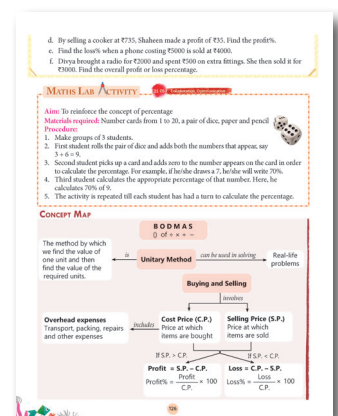 d. By selling a cooker at ₹735, Shaheen made a profit of ₹35. Find the profit%.
e. Find the loss% when a phone costing ₹5000 is sold at ₹4000.
f. Divya brought a radio for ₹2000 and spent ₹500 on extra fittings. She then sold it for
₹3000. Find the overall profit or loss percentage.
MATHS LAB ACTIVITY
Aim: To reinforce the concept of percentage
Materials required: Number cards from 1 to 20, a pair of dice, paper and pencil
Procedure:
1. Make groups of 3 students.
2. First student rolls the pair of dice and adds both the numbers that appear, say
3 + 6 = 9.
3. Second student picks up a card and adds zero to the number appears on the card in order
to calculate the percentage. For example, if he/she draws a 7, he/she will write 70%.
4. Third student calculates the appropriate percentage of that number. Here, he
calculates 70% of 9.
5. The activity is repeated till each student has had a turn to calculate the percentage.
CONCEPT MAP
B O D M A S
() of ÷ × + −
The method by which
we find the value of
one unit and then
find the value of the
required units.
is
Unitary Method
can be used in solving
Real-life
problems
Buying and Selling
involves
Overhead expenses
Transport, packing, repairs
and other expenses
includes
Cost Price (C.P.)
Price at which
items are bought
Selling Price (S.P.)
Price at which
items are sold
If S.P. > C.P.
If S.P. < C.P.
Profit = S.P. – C.P.
Profit% = Profit/C.P. × 100
Loss = C.P. – S.P.
Loss% = Loss/C.P. × 100
126